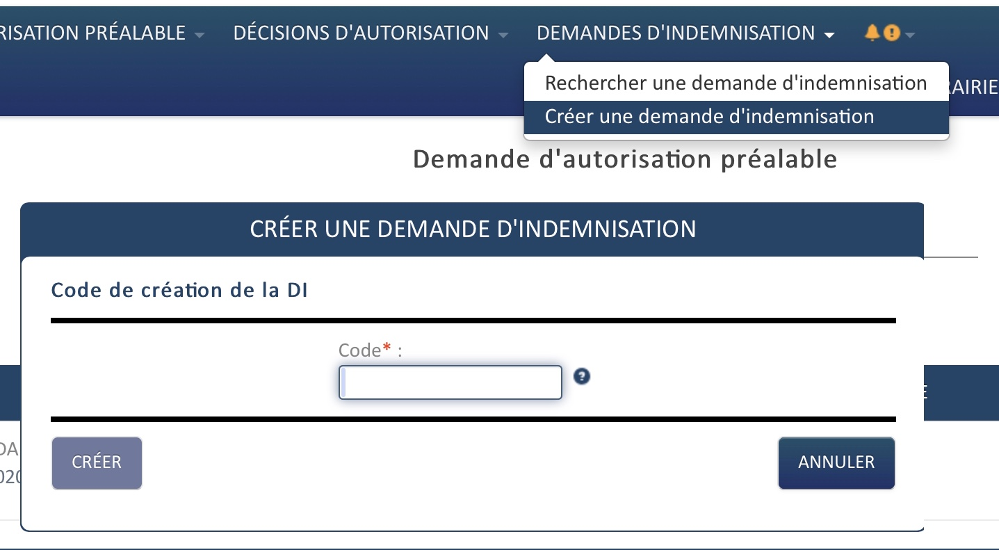 RISATION PRÉALABLE DÉCISIONS D'AUTORISATION DEMANDES D'INDEMNISATION
Rechercher une demande d'indemnisation
RAIRIE
Créer une demande d'indemnisation
Demande d'autorisation préalable
CRÉER UNE DEMANDE D'INDEMNISATION
Code de création de la DI
Code* :
?
E
DA
020
CRÉER ANNULER